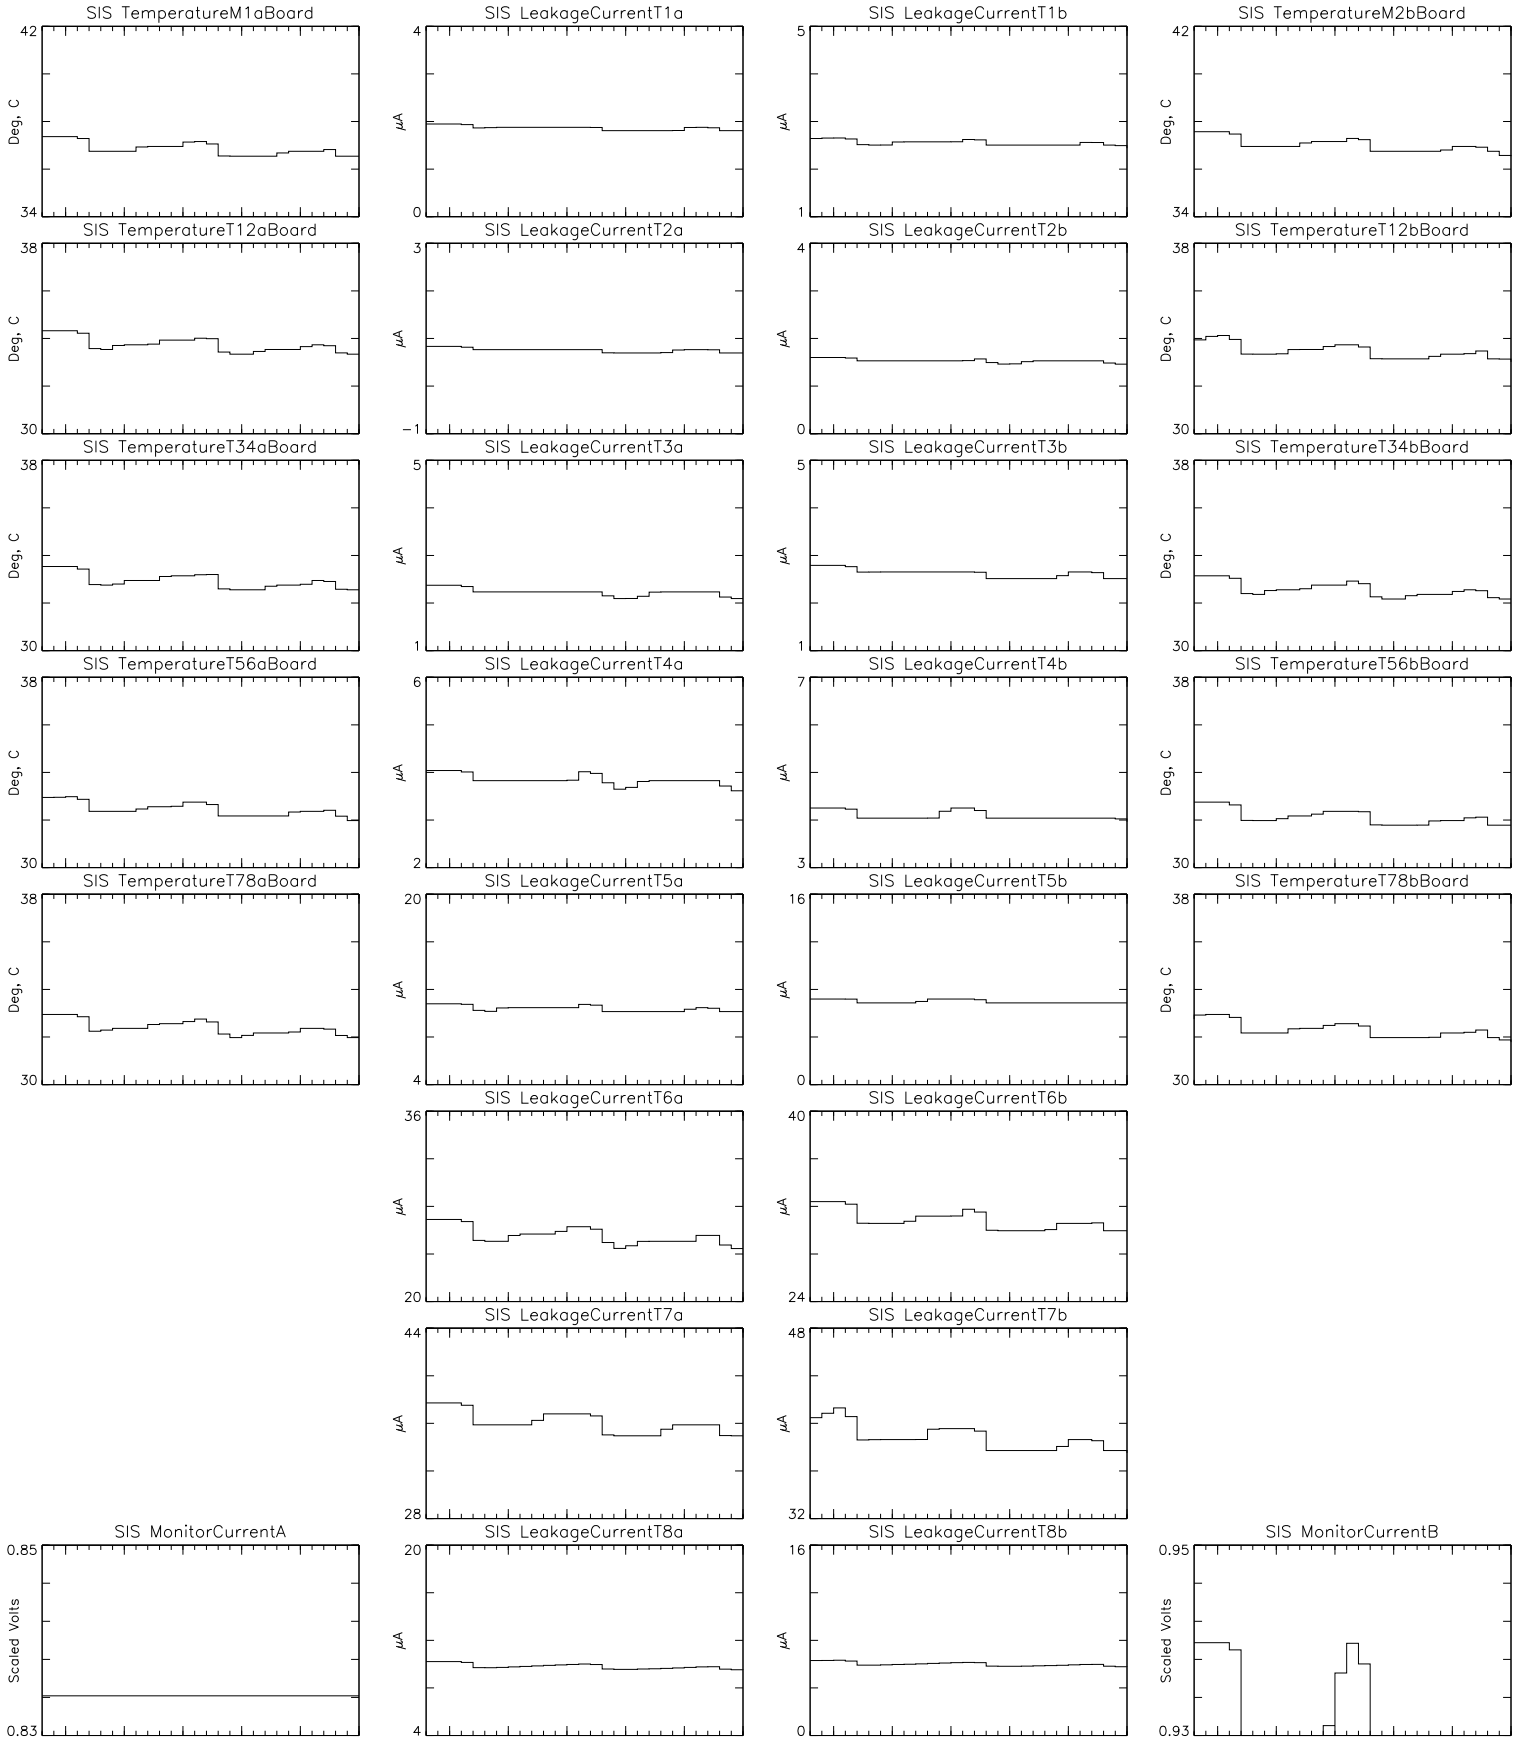 SIS TemperatureM1aBoard
42
Deg, C
34
SIS LeakageCurrentT1a
4
μA
0
SIS LeakageCurrentT1b
5
μA
1
SIS TemperatureM2bBoard
42
Deg, C
34
SIS TemperatureT12aBoard
38
Deg, C
30
SIS LeakageCurrentT2a
3
μA
-1
SIS LeakageCurrentT2b
4
μA
0
SIS TemperatureT12bBoard
38
Deg, C
30
SIS TemperatureT34aBoard
38
Deg, C
30
SIS LeakageCurrentT3a
5
μA
1
SIS LeakageCurrentT3b
5
μA
1
SIS TemperatureT34bBoard
38
Deg, C
30
SIS TemperatureT56aBoard
38
Deg, C
30
SIS LeakageCurrentT4a
6
μA
2
SIS LeakageCurrentT4b
7
μA
3
SIS TemperatureT56bBoard
38
Deg, C
30
SIS TemperatureT78aBoard
38
Deg, C
30
SIS LeakageCurrentT5a
20
μA
4
SIS LeakageCurrentT5b
16
μA
0
SIS TemperatureT78bBoard
38
Deg, C
30
SIS LeakageCurrentT6a
36
μA
20
SIS LeakageCurrentT6b
40
μA
24
SIS LeakageCurrentT7a
44
μA
28
SIS LeakageCurrentT7b
48
μA
32
SIS MonitorCurrentA
0.85
Scaled Volts
0.83
SIS LeakageCurrentT8a
20
μA
4
SIS LeakageCurrentT8b
16
μA
0
SIS MonitorCurrentB
0.95
Scaled Volts
0.93